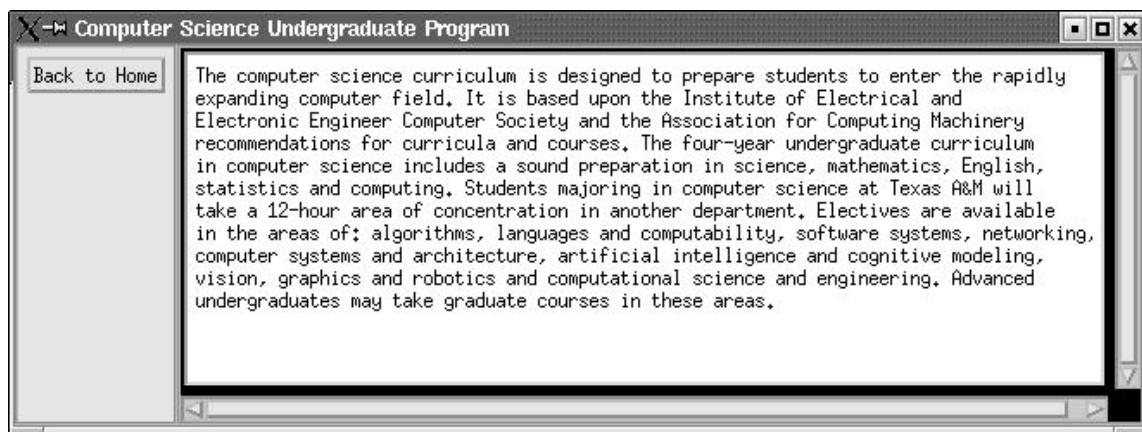 Computer Science Undergraduate Program
Back to Home
The computer science curriculum is designed to prepare students to enter the rapidly
expanding computer field. It is based upon the Institute of Electrical and
Electronic Engineer Computer Society and the Association for Computing Machinery
recommendations for curricula and courses. The four-year undergraduate curriculum
in computer science includes a sound preparation in science, mathematics, English,
statistics and computing. Students majoring in computer science at Texas A&M will
take a 12-hour area of concentration in another department. Electives are available
in the areas of: algorithms, languages and computability, software systems, networking,
computer systems and architecture, artificial intelligence and cognitive modeling,
vision, graphics and robotics and computational science and engineering. Advanced
undergraduates may take graduate courses in these areas.